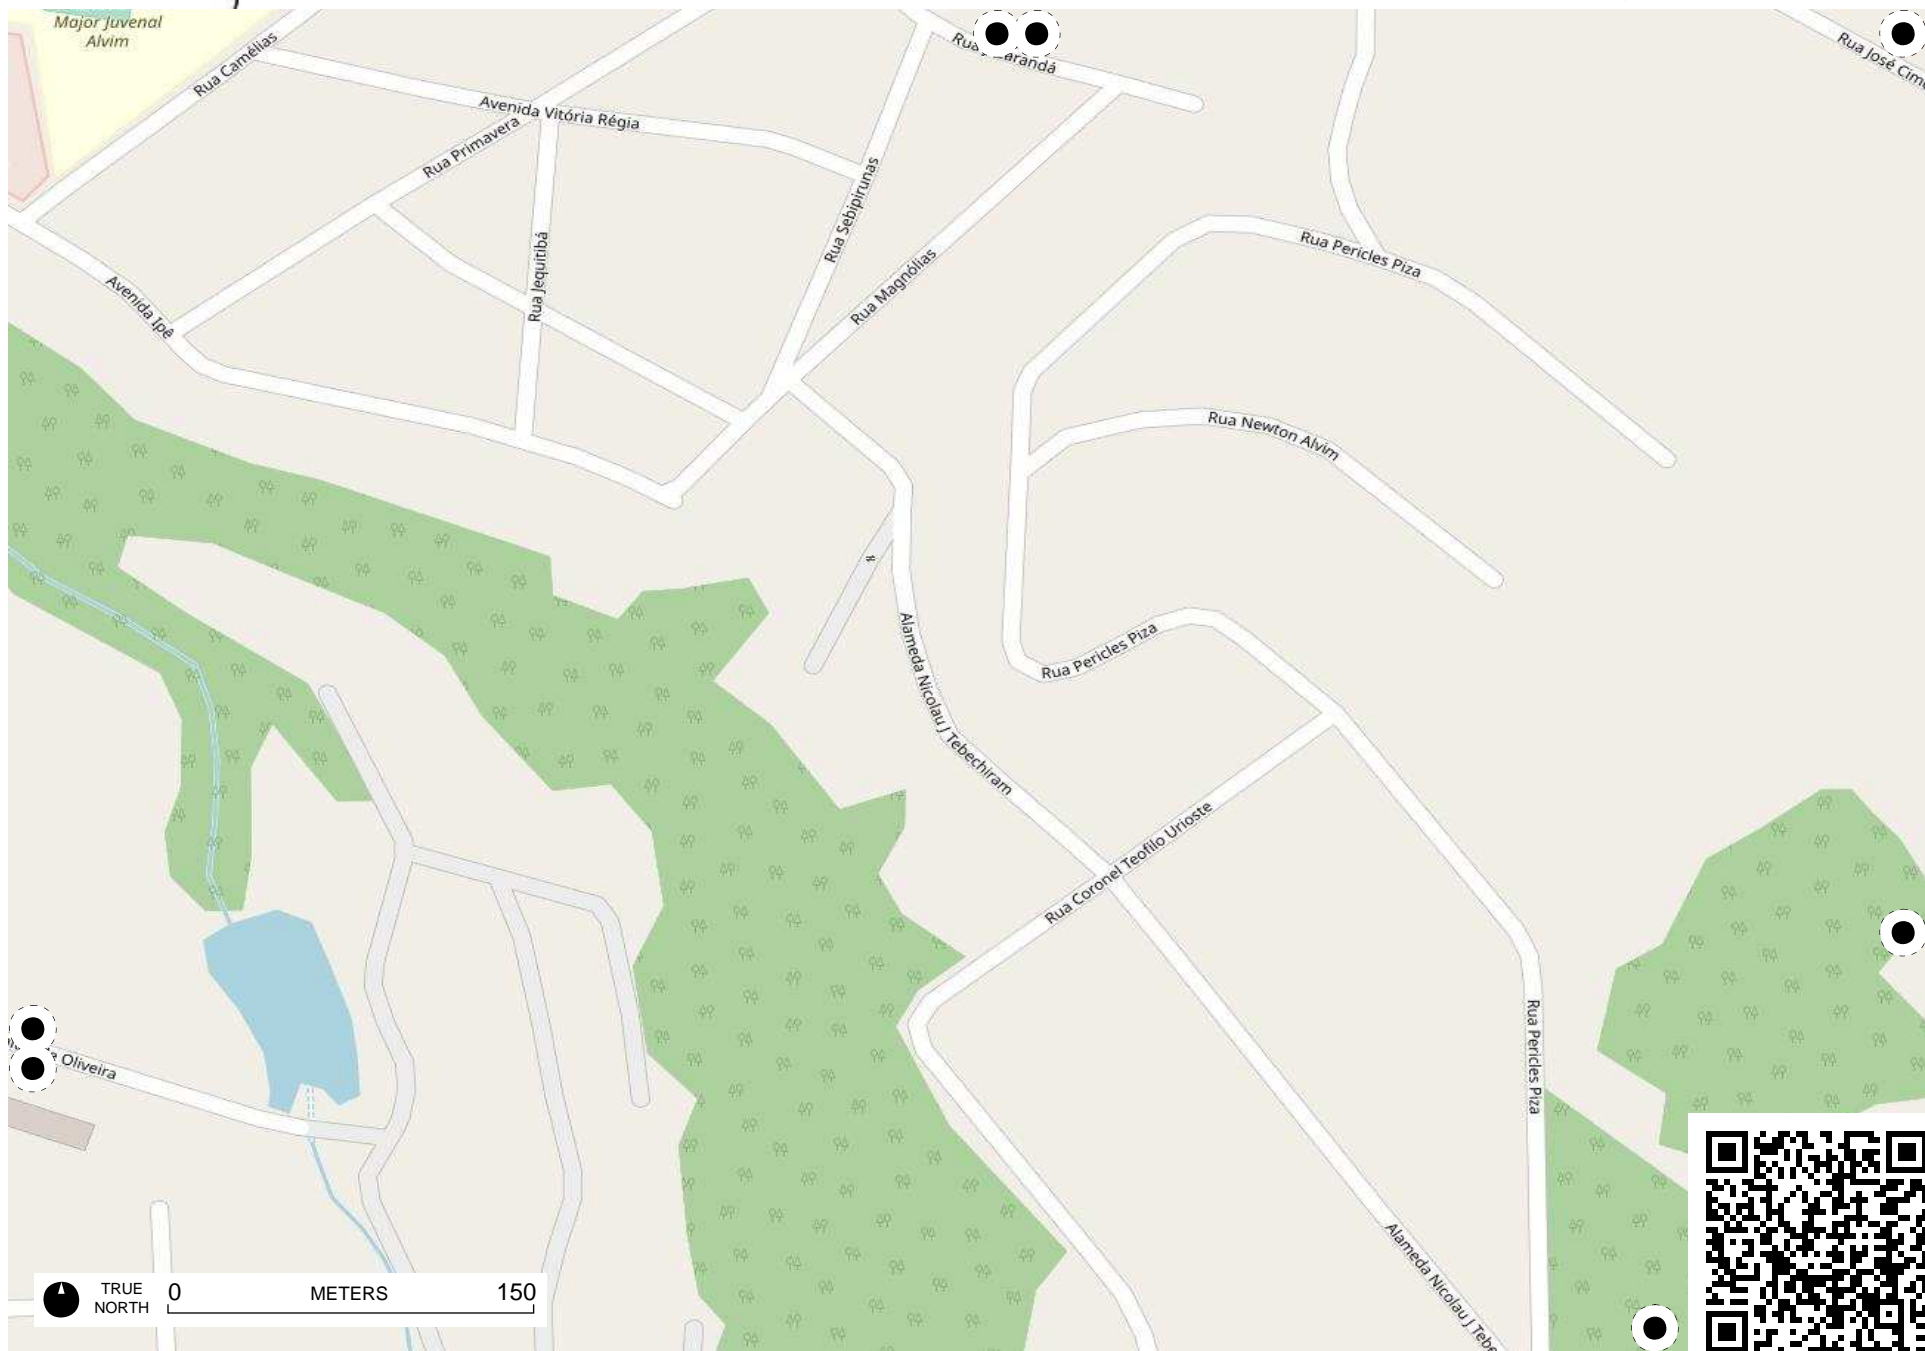 Major Juvenal
Alvim
Rua Camélias
Avenida Vitória Régia
Rua Primavera
Rua Sebipirunas
Rua José
Rua Jequitibá
Rua Magnólias
Rua Pericles Piza
Avenida Ipê
Rua Newton Alvim
Rua Pericles Piza
Alameda Nicolau J Tebechiram
Rua Coronel Teofilo Urioste
Rua Pericles Piza
Oliveira
Alameda Nicolau J Tebe
TRUE
NORTH
0 METERS 150